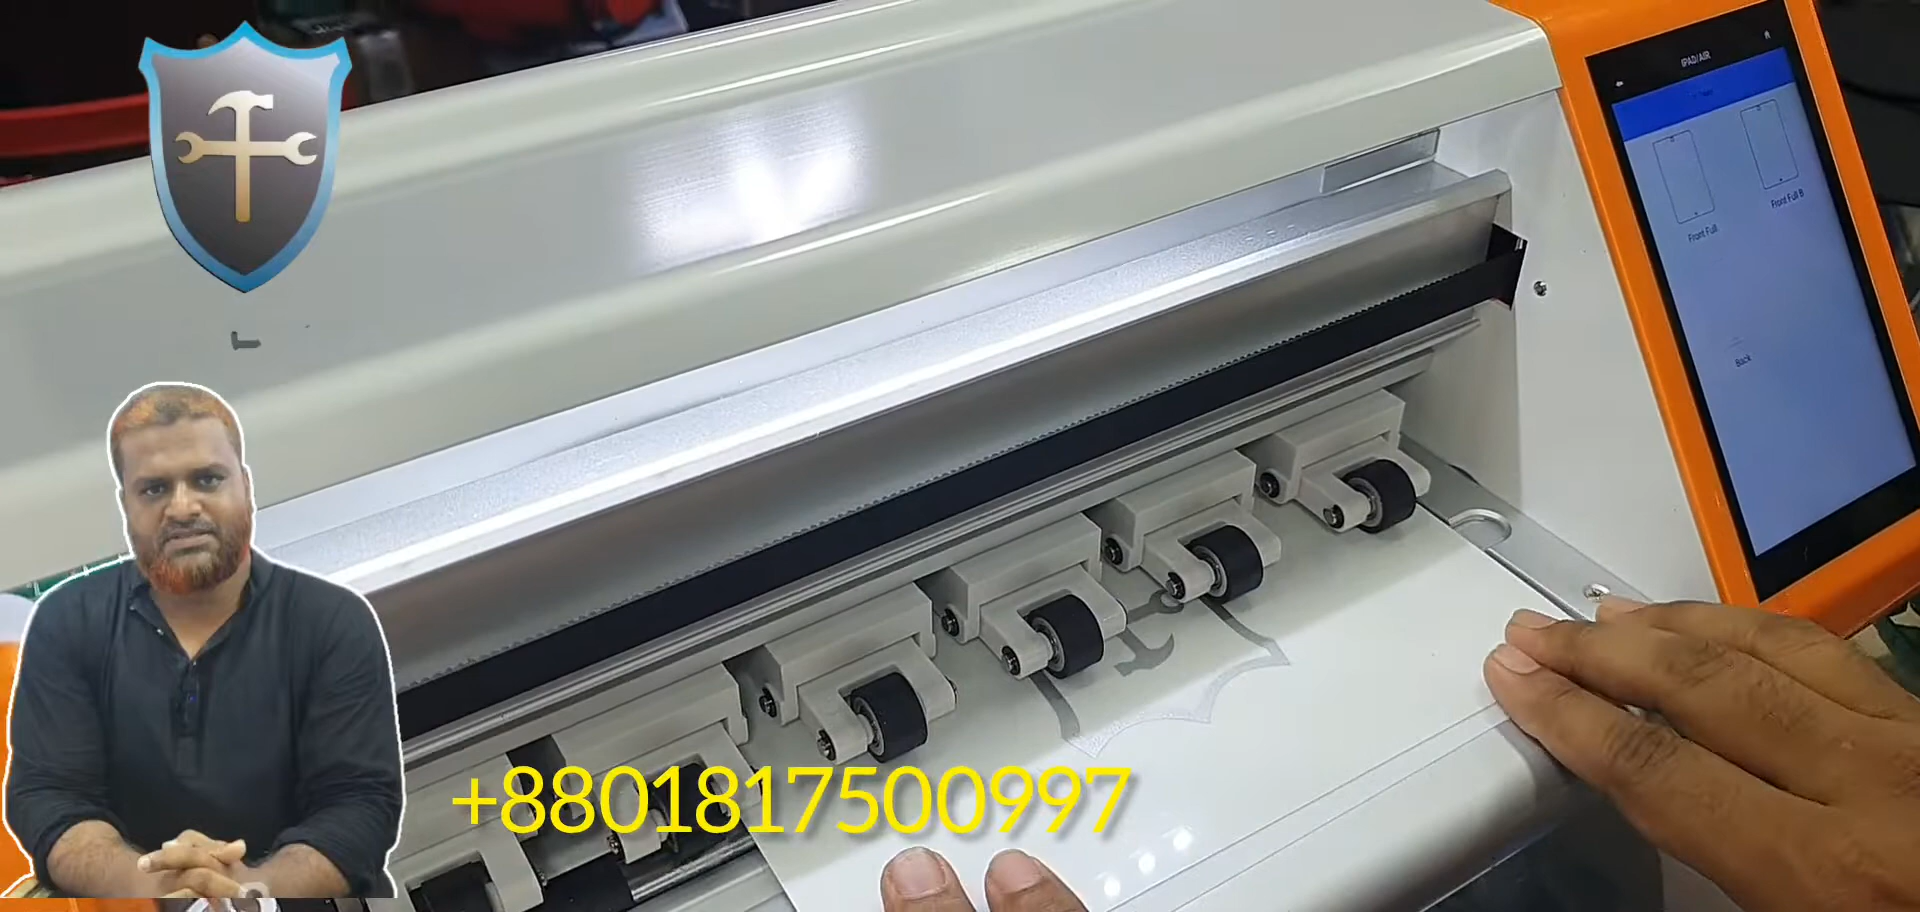 IPAD/AIR
Front Full
Front Full B
Back
+8801817500997